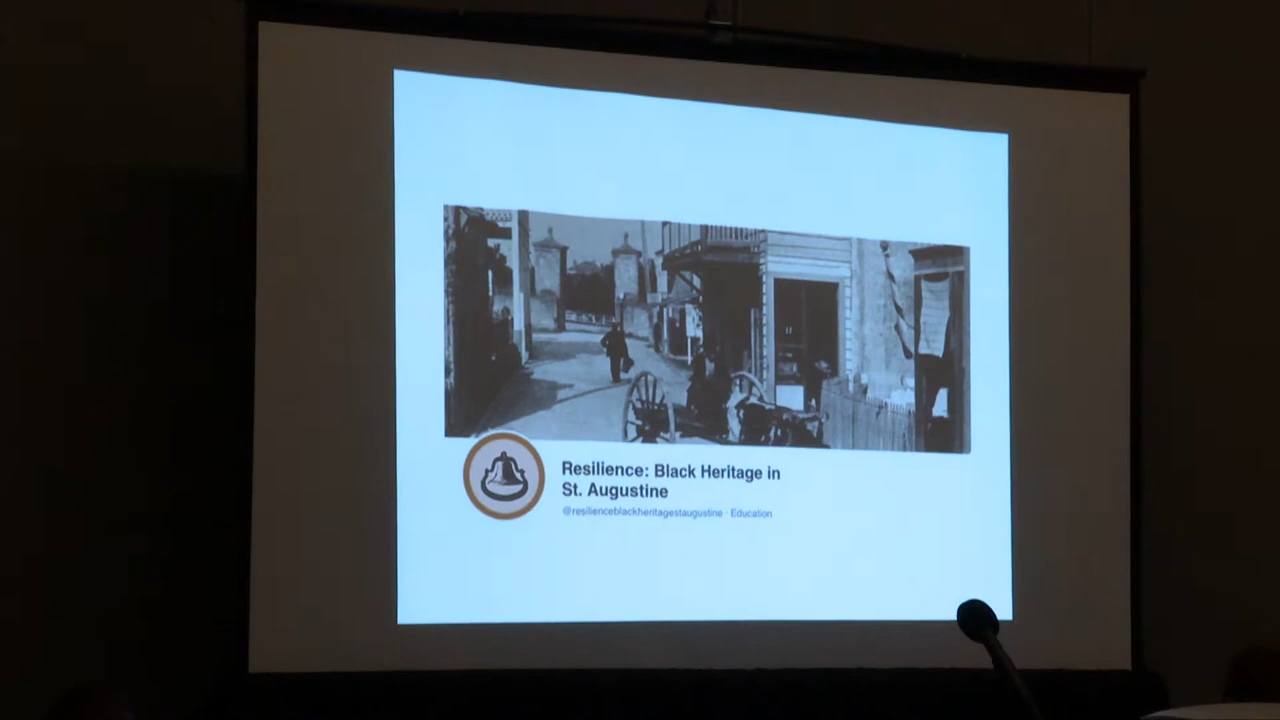 Resilience: Black Heritage in
St. Augustine
@resilienceblackheritagestaugustine · Education